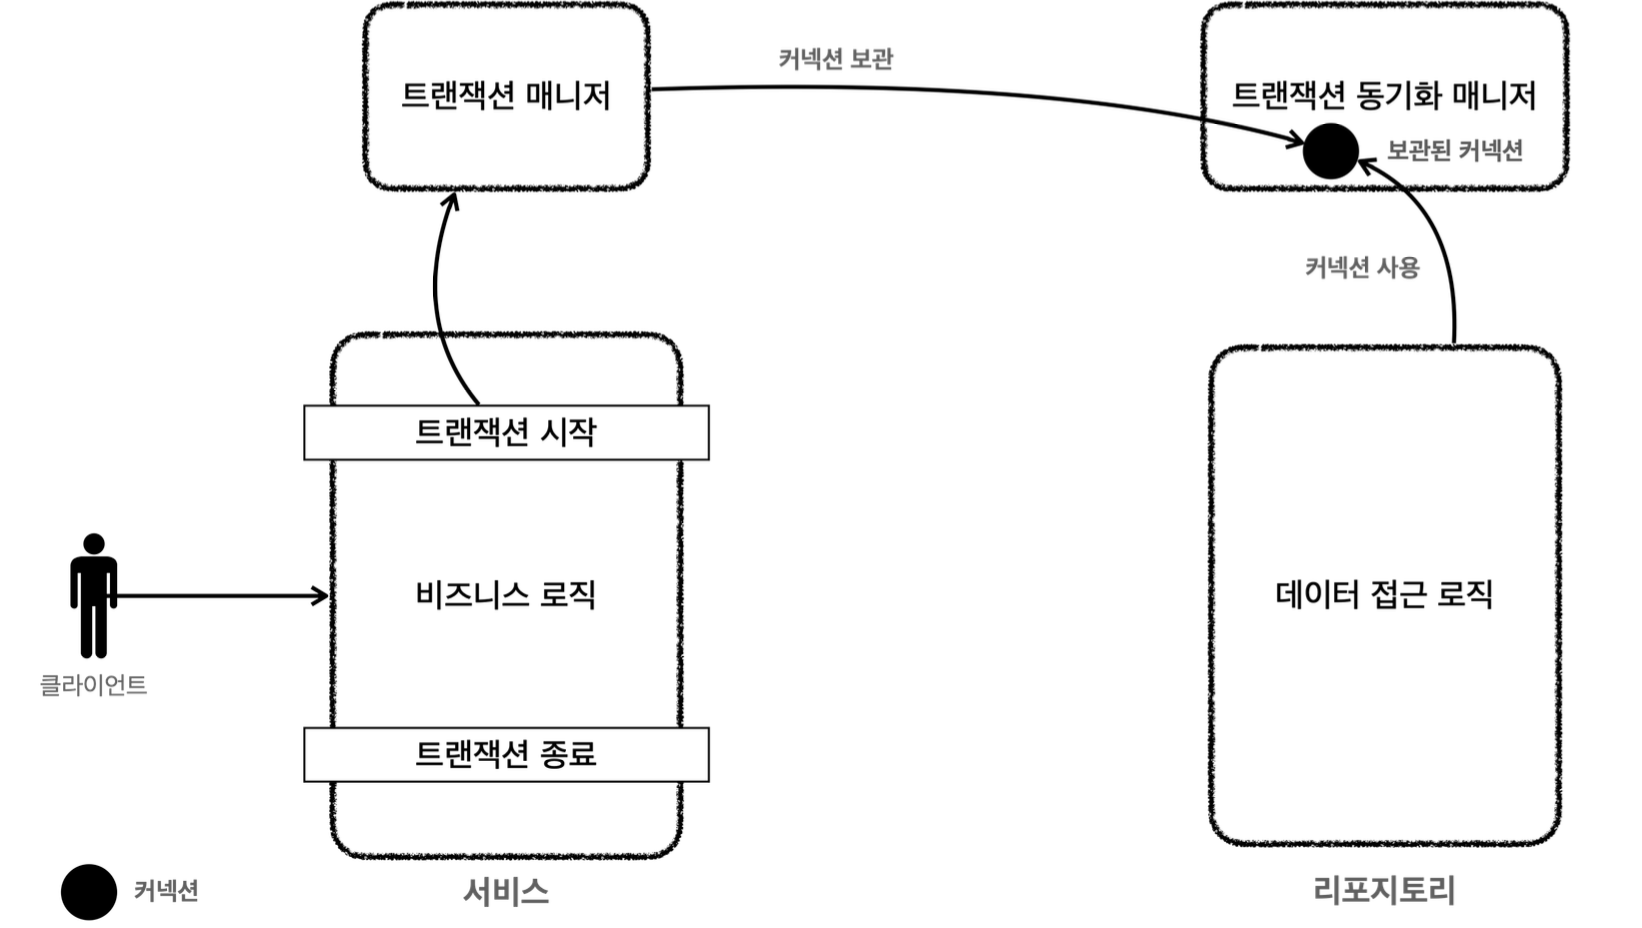 커넥션 보관
트랜잭션 매니저
트랜잭션 동기화 매니저
보관된 커넥션
커넥션 사용
트랜잭션 시작
비즈니스 로직
데이터 접근 로직
클라이언트
트랜잭션 종료
커넥션
서비스
리포지토리